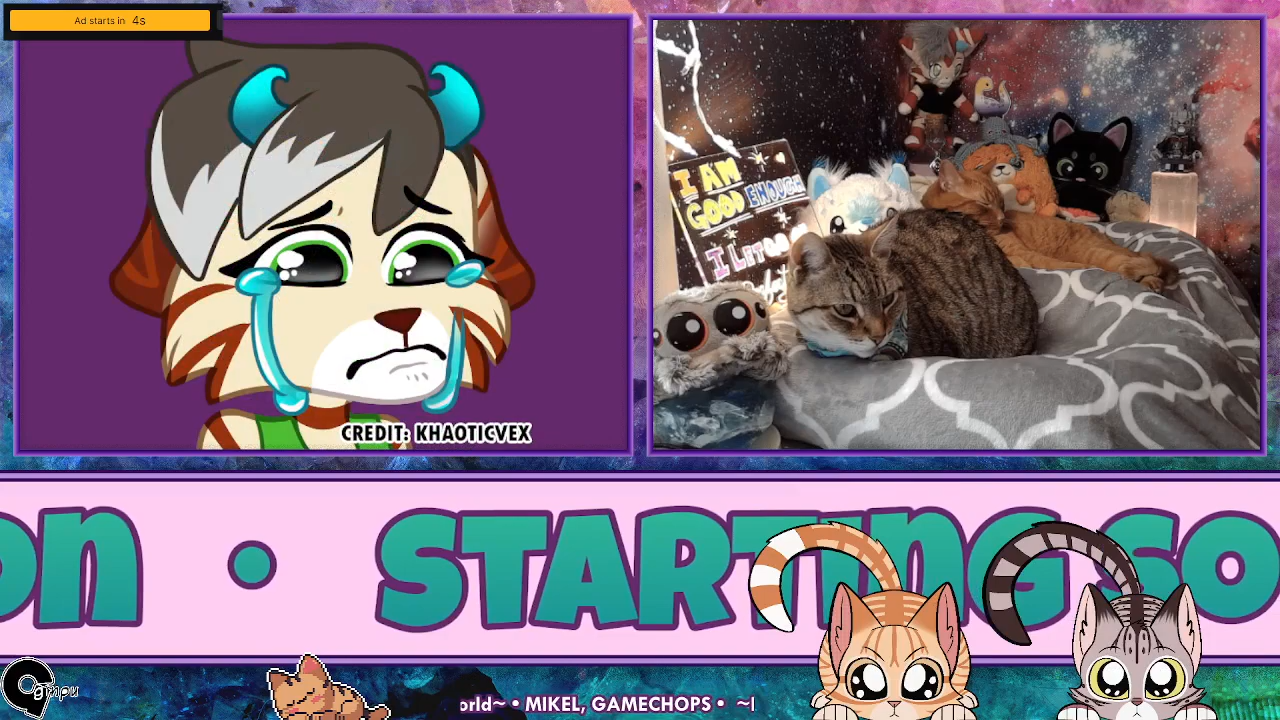 Ad starts in 4s
I AM
GOOD ENOUGH
CREDIT: KHAOTICVEX
ON • STARTING SO
orld~ • MIKEL, GAMECHOPS • ~